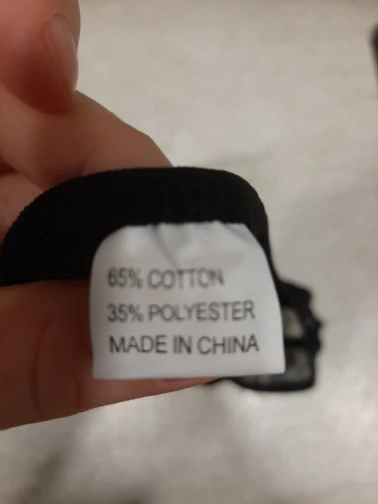 65% COTTON
35% POLYESTER
MADE IN CHINA